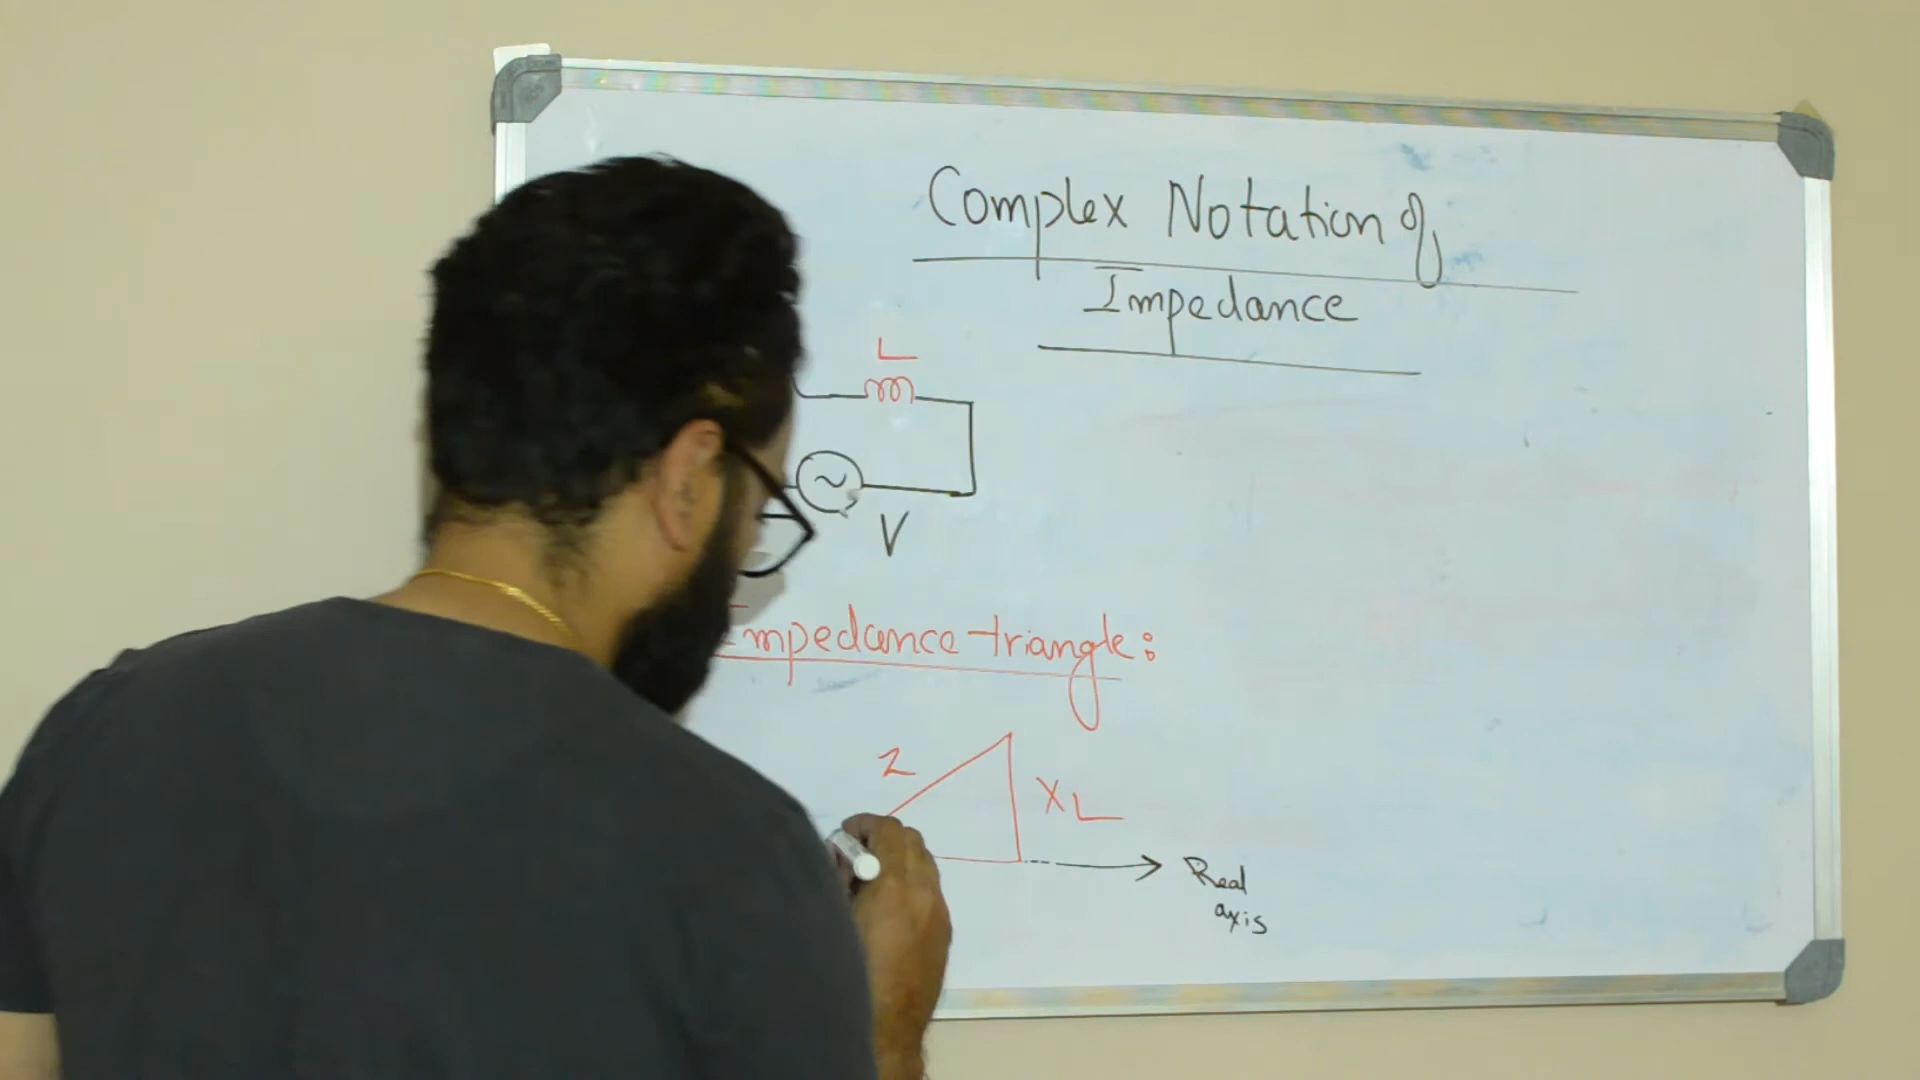 Complex Notation of
Impedance
L
V
Impedance triangle:
Z
XL
Real
axis